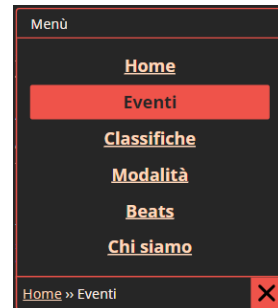 Menù
Home
Eventi
Classifiche
Modalità
Beats
Chi siamo
Home ›› Eventi